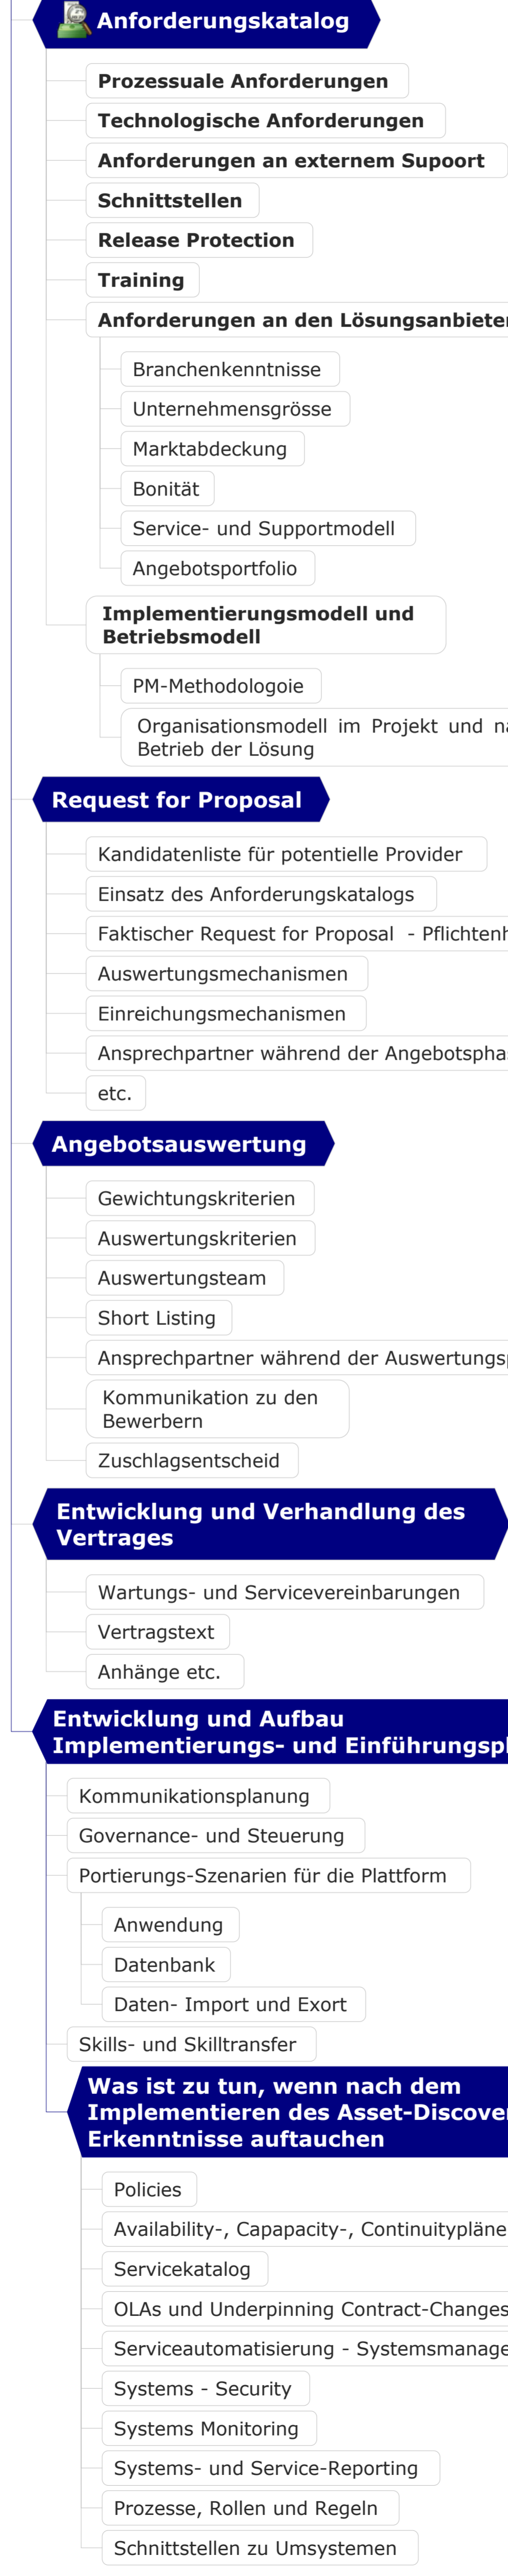 Anforderungskatalog
Prozessuale Anforderungen
Technologische Anforderungen
Anforderungen an externem Supoort
Schnittstellen
Release Protection
Training
Anforderungen an den Lösungsanbieter
Branchenkenntnisse
Unternehmensgrösse
Marktabdeckung
Bonität
Service- und Supportmodell
Angebotsportfolio
Implementierungsmodell und
Betriebsmodell
PM-Methodologoie
Organisationsmodell im Projekt und
Betrieb der Lösung
Request for Proposal
Kandidatenliste für potentielle Provider
Einsatz des Anforderungskatalogs
Faktischer Request for Proposal - 
Auswertungsmechanismen
Einreichungsmechanismen
Ansprechpartner während der
etc.
Angebotsauswertung
Gewichtungskriterien
Auswertungskriterien
Auswertungsteam
Short Listing
Ansprechpartner während der
Kommunikation zu den
Bewerbern
Zuschlagsentscheid
Entwicklung und Verhandlung des
Vertrages
Wartungs- und Servicevereinbarungen
Vertragstext
Anhänge etc.
Entwicklung und Aufbau
Implementierungs- und
Kommunikationsplanung
Governance- und Steuerung
Portierungs-Szenarien für die Plattform
Anwendung
Datenbank
Daten- Import und Exort
Skills- und Skilltransfer
Was ist zu tun, wenn nach dem
Implementieren des
Erkenntnisse auftauchen
Policies
Availability-, Capapacity-, Continuitypläne
Servicekatalog
OLAs und Underpinning Contract-Changes
Serviceautomatisierung -
Systems - Security
Systems Monitoring
Systems- und Service-Reporting
Prozesse, Rollen und Regeln
Schnittstellen zu Umsystemen